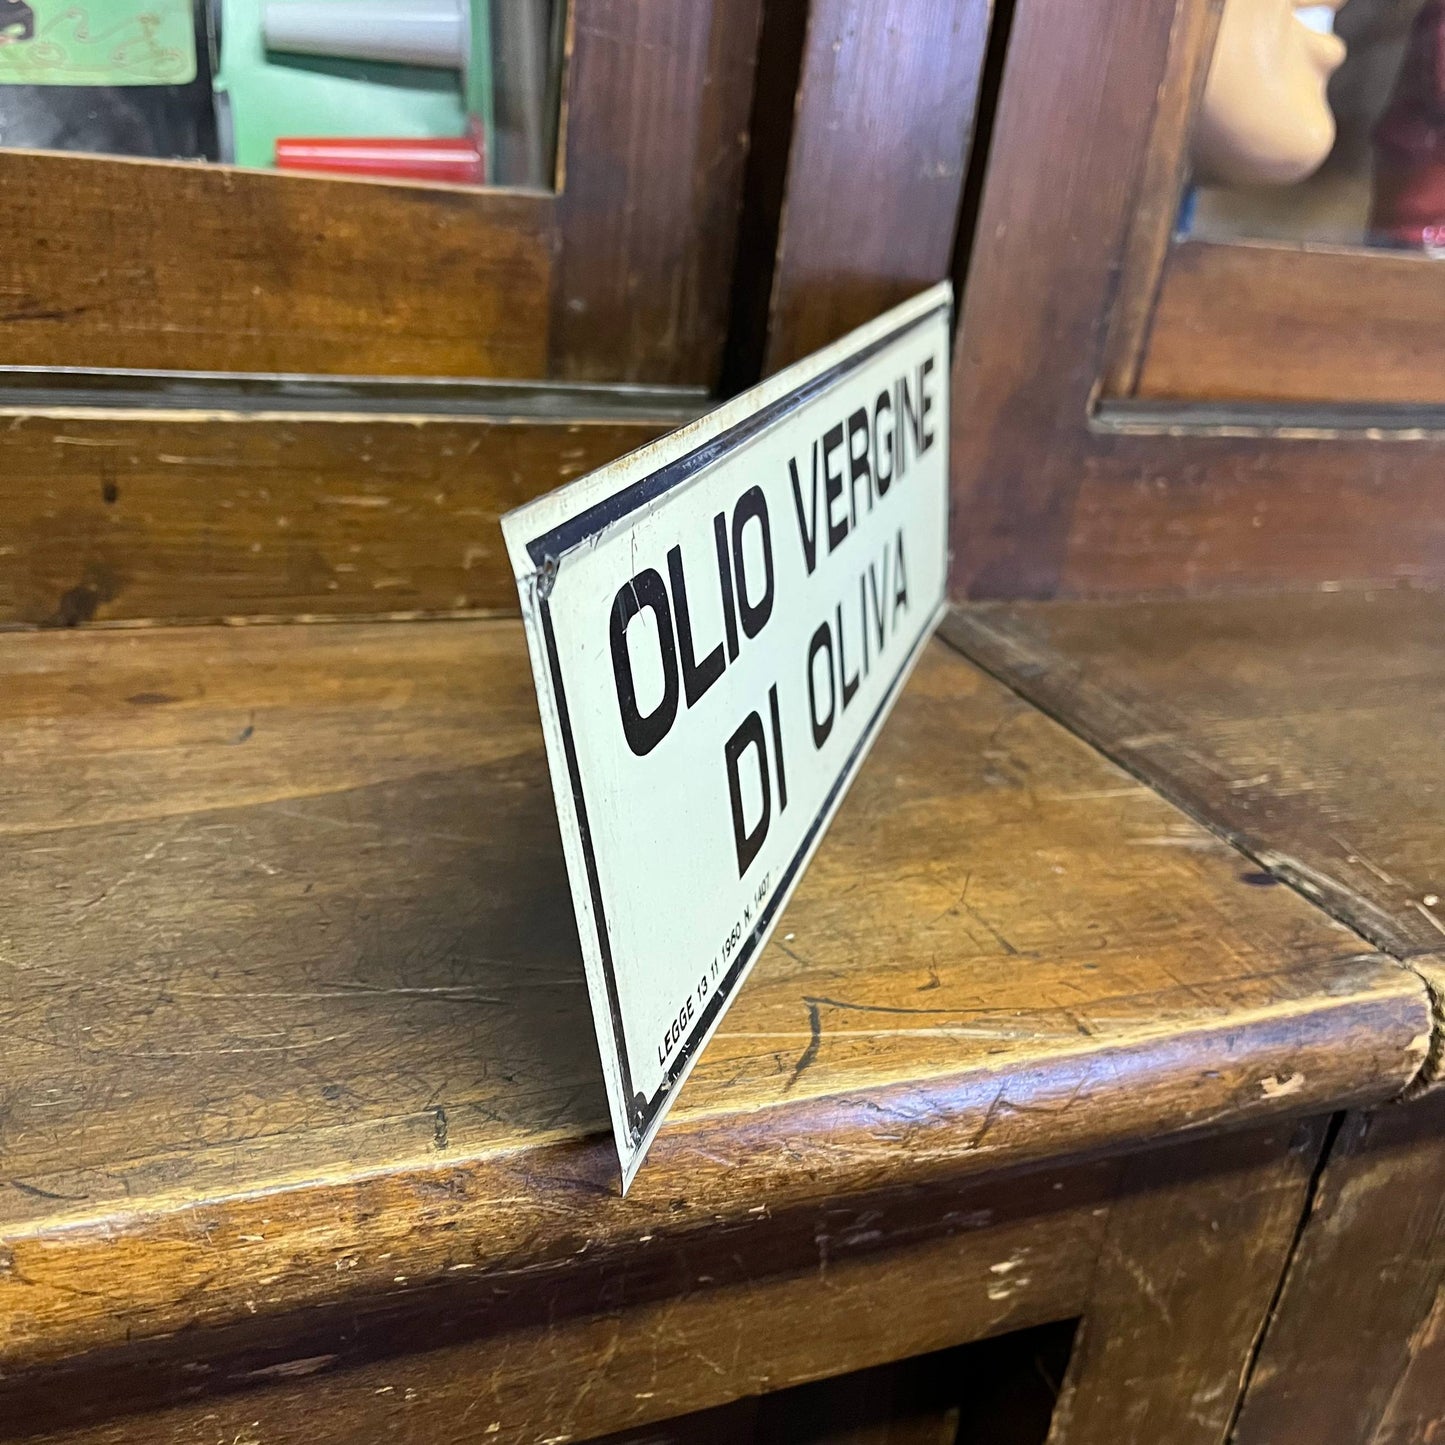 OLIO VERGINE
DI OLIVA
LEGGE 13 11 1960 N. 1407